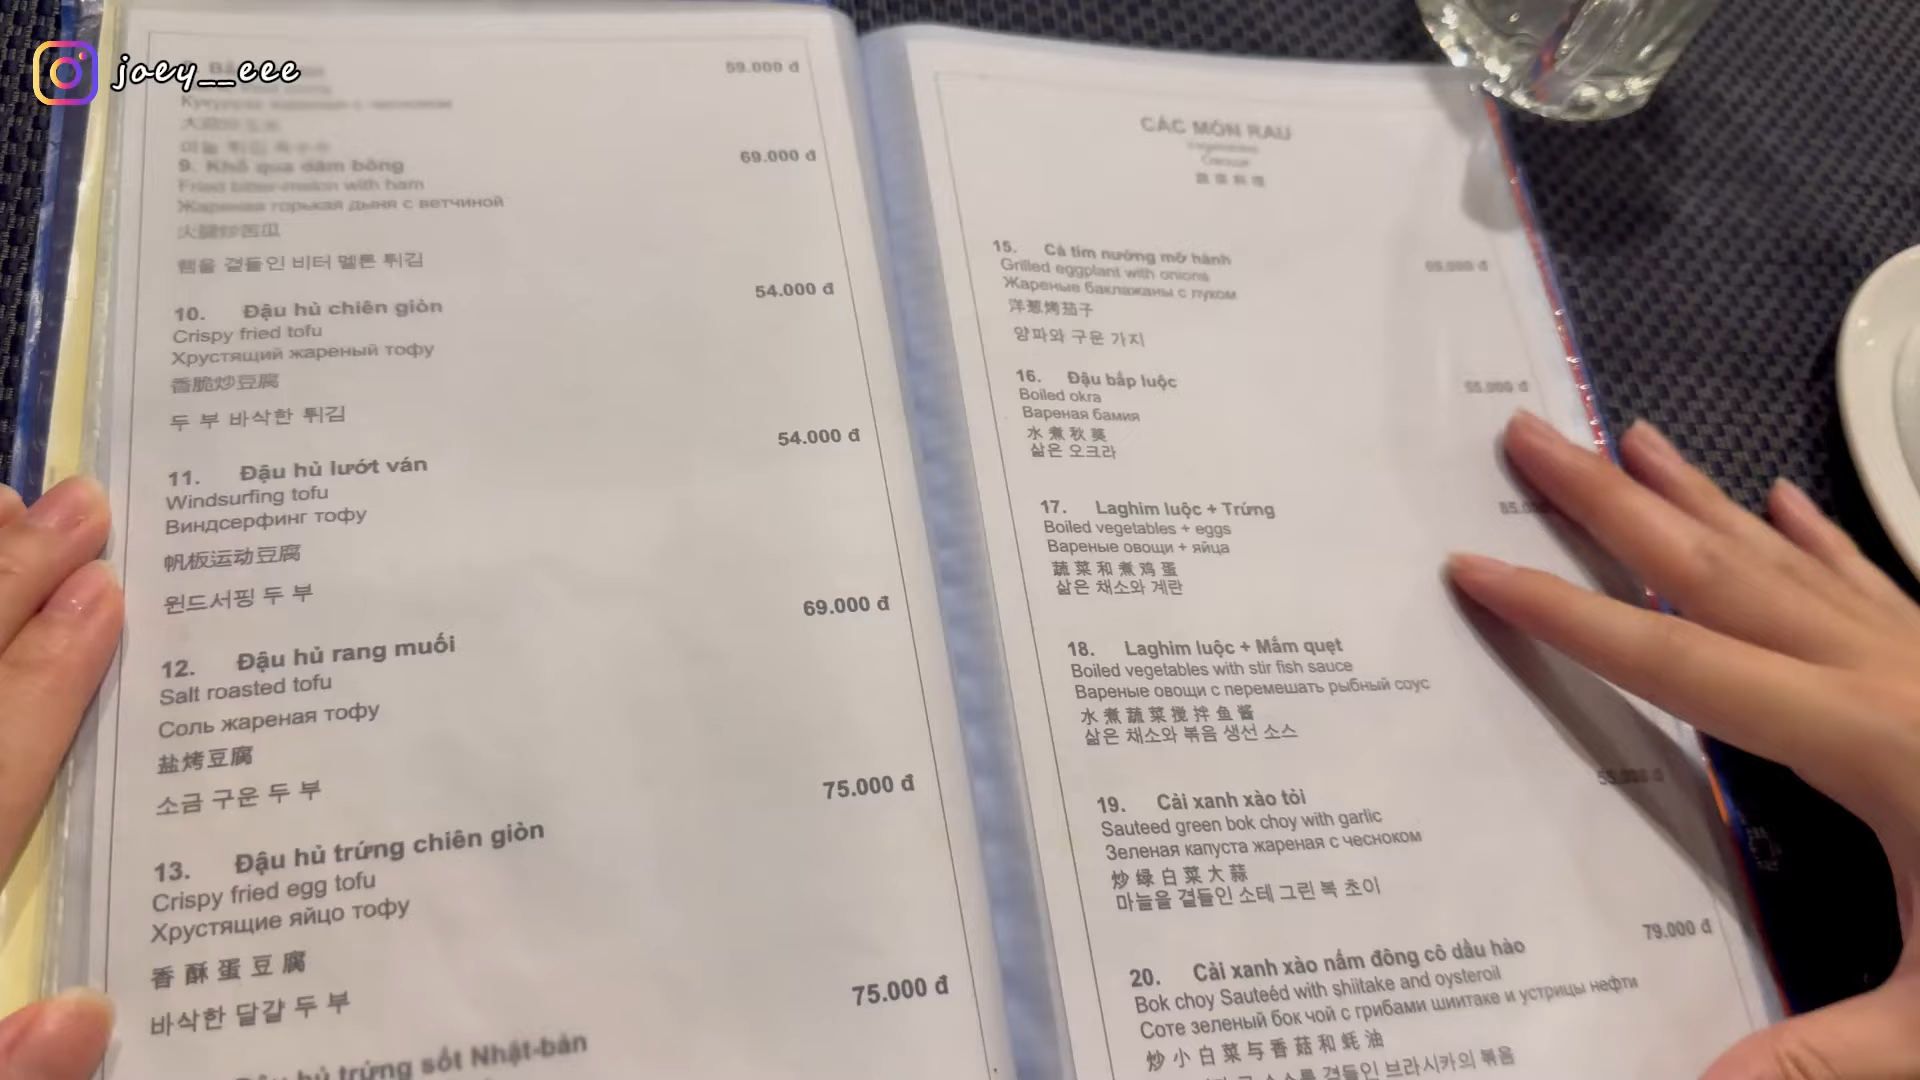 joey__eee
59.000 đ
9. Khổ qua dăm bông
69.000 đ
Fried bitter-melon with ham
Жареная горькая дыня с ветчиной
火腿炒苦瓜
햄을 곁들인 비터 멜론 튀김
10. Đậu hủ chiên giòn
54.000 đ
Crispy fried tofu
Хрустящий жареный тофу
香脆炒豆腐
두 부 바삭한 튀김
11. Đậu hủ lướt ván
54.000 đ
Windsurfing tofu
Виндсерфинг тофу
帆板运动豆腐
윈드서핑 두 부
12. Đậu hủ rang muối
69.000 đ
Salt roasted tofu
Соль жареная тофу
盐烤豆腐
소금 구운 두 부
13. Đậu hủ trứng chiên giòn
75.000 đ
Crispy fried egg tofu
Хрустящие яйцо тофу
香 酥 蛋 豆 腐
바삭한 달걀 두 부
hủ trứng sốt Nhật-bản
75.000 đ
CÁC MÓN RAU
15. Cà tím nướng mỡ hành
Grilled eggplant with onions
Жареные баклажаны с луком
洋葱烤茄子
양파와 구운 가지
16. Đậu bắp luộc
55.000 đ
Boiled okra
Вареная бамия
水 煮 秋 葵
삶은 오크라
17. Laghim luộc + Trứng
Boiled vegetables + eggs
Вареные овощи + яйца
蔬 菜 和 煮 鸡 蛋
삶은 채소와 계란
18. Laghim luộc + Mắm quẹt
Boiled vegetables with stir fish sauce
Вареные овощи с перемешать рыбный соус
水 煮 蔬 菜 搅 拌 鱼 酱
삶은 채소와 볶음 생선 소스
19. Cải xanh xào tỏi
Sauteed green bok choy with garlic
Зеленая капуста жареная с чесноком
炒 绿 白 菜 大 蒜
마늘을 곁들인 소테 그린 복 초이
20. Cải xanh xào nấm đông cô dầu hào
79.000 đ
Bok choy Sauteéd with shiitake and oysteroil
Соте зеленый бок чой с грибами шиитаке и устрицы нефти
炒 小 白 菜 与 香 菇 和 蚝 油
곁들인 브라시카의 볶음